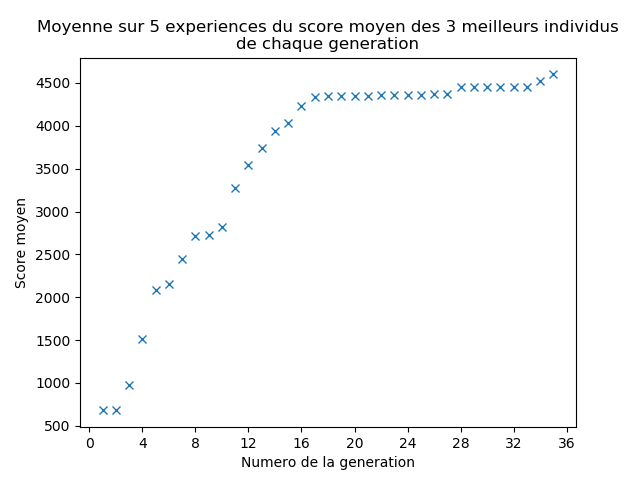 Moyenne sur 5 experiences du score moyen des 3 meilleurs individus
de chaque generation
4500
4000
3500
3000
2500
2000
1500
1000
500
Score moyen
0 4 8 12 16 20 24 28 32 36
Numero de la generation